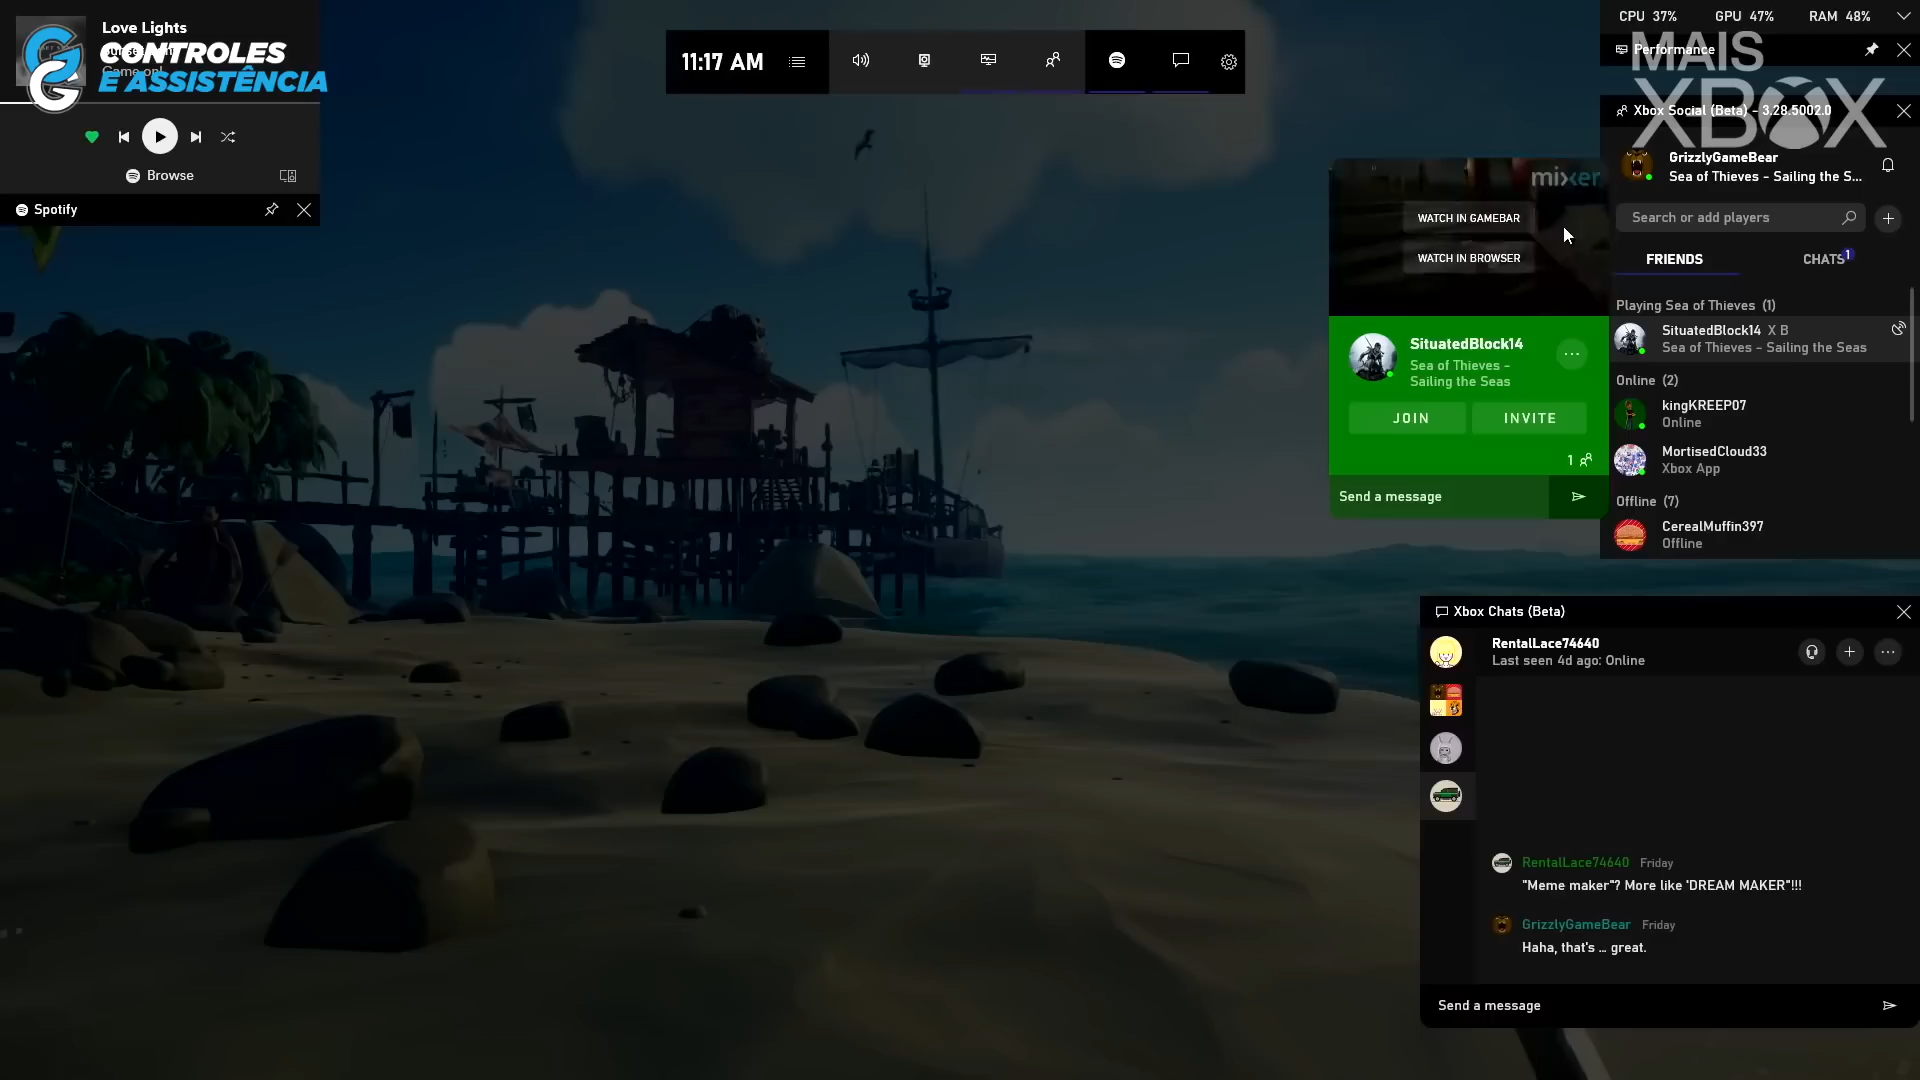 Love Lights
CONTROLES
E ASSISTÊNCIA
Browse
Spotify
11:17 AM
CPU 37% GPU 47% RAM 48%
Performance
MAIS
XBOX
Xbox Social (Beta) - 3.28.5002.0
GrizzlyGameBear
Sea of Thieves - Sailing the S...
Search or add players
FRIENDS CHATS 1
Playing Sea of Thieves (1)
SituatedBlock14 X B
Sea of Thieves - Sailing the Seas
Online (2)
kingKREEP07
Online
MortisedCloud33
Xbox App
Offline (7)
CerealMuffin397
Offline
mixer
WATCH IN GAMEBAR
WATCH IN BROWSER
SituatedBlock14
Sea of Thieves -
Sailing the Seas
JOIN INVITE
1
Send a message
Xbox Chats (Beta)
RentalLace74640
Last seen 4d ago: Online
RentalLace74640 Friday
"Meme maker"? More like 'DREAM MAKER"!!!
GrizzlyGameBear Friday
Haha, that's ... great.
Send a message